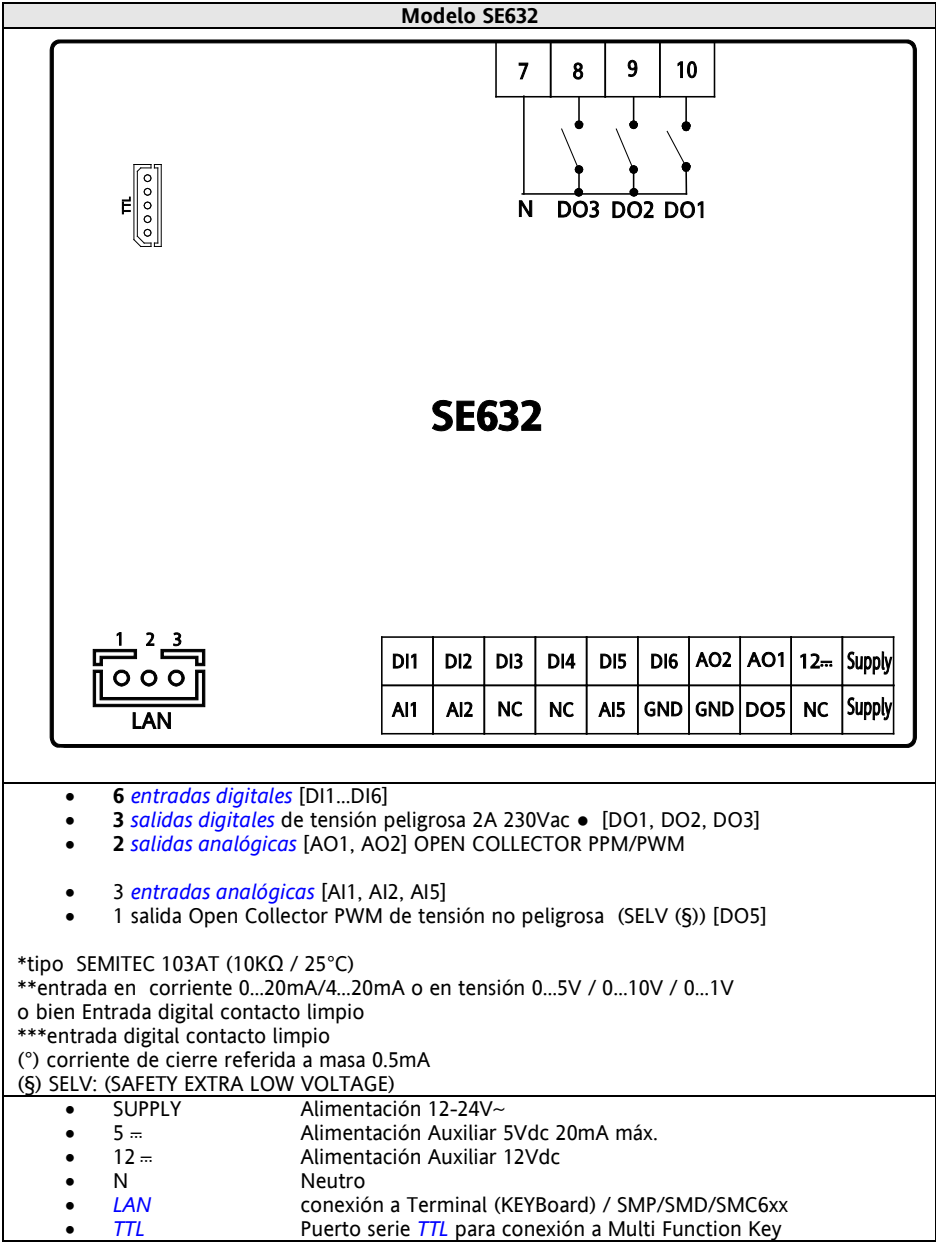 Modelo SE632
7 8 9 10
N DO3 DO2 DO1
TTL
SE632
1 2 3
LAN
DI1 DI2 DI3 DI4 DI5 DI6 AO2 AO1 12⎓ Supply
AI1 AI2 NC NC AI5 GND GND DO5 NC Supply
• 6 entradas digitales [DI1...DI6]
• 3 salidas digitales de tensión peligrosa 2A 230Vac ● [DO1, DO2, DO3]
• 2 salidas analógicas [AO1, AO2] OPEN COLLECTOR PPM/PWM
• 3 entradas analógicas [AI1, AI2, AI5]
• 1 salida Open Collector PWM de tensión no peligrosa (SELV (§)) [DO5]
*tipo SEMITEC 103AT (10KΩ / 25°C)
**entrada en corriente 0...20mA/4...20mA o en tensión 0...5V / 0...10V / 0...1V
o bien Entrada digital contacto limpio
***entrada digital contacto limpio
(°) corriente de cierre referida a masa 0.5mA
(§) SELV: (SAFETY EXTRA LOW VOLTAGE)
• SUPPLY Alimentación 12-24V~
• 5 ⎓ Alimentación Auxiliar 5Vdc 20mA máx.
• 12 ⎓ Alimentación Auxiliar 12Vdc
• N Neutro
• LAN conexión a Terminal (KEYBoard) / SMP/SMD/SMC6xx
• TTL Puerto serie TTL para conexión a Multi Function Key